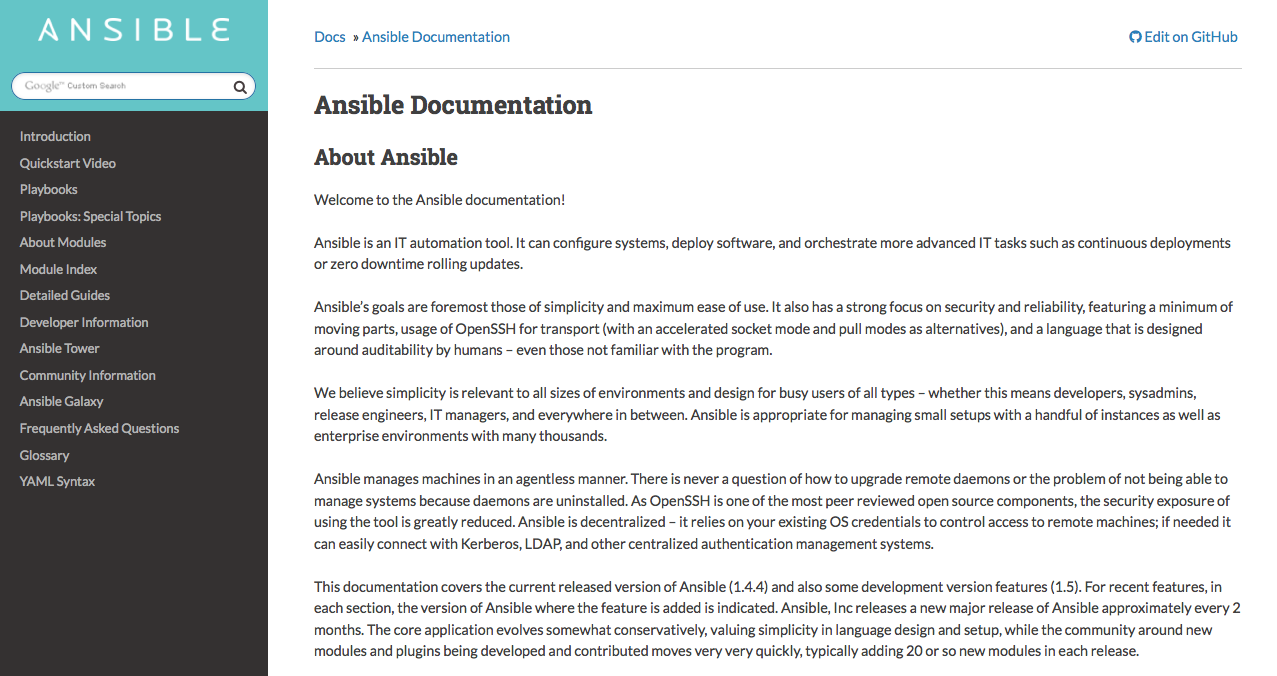 ANSIBLE
Google™ Custom Search
Introduction
Quickstart Video
Playbooks
Playbooks: Special Topics
About Modules
Module Index
Detailed Guides
Developer Information
Ansible Tower
Community Information
Ansible Galaxy
Frequently Asked Questions
Glossary
YAML Syntax
Docs » Ansible Documentation
Edit on GitHub
Ansible Documentation
About Ansible
Welcome to the Ansible documentation!
Ansible is an IT automation tool. It can configure systems, deploy software, and orchestrate more advanced IT tasks such as continuous deployments
or zero downtime rolling updates.
Ansible's goals are foremost those of simplicity and maximum ease of use. It also has a strong focus on security and reliability, featuring a minimum of
moving parts, usage of OpenSSH for transport (with an accelerated socket mode and pull modes as alternatives), and a language that is designed
around auditability by humans – even those not familiar with the program.
We believe simplicity is relevant to all sizes of environments and design for busy users of all types – whether this means developers, sysadmins,
release engineers, IT managers, and everywhere in between. Ansible is appropriate for managing small setups with a handful of instances as well as
enterprise environments with many thousands.
Ansible manages machines in an agentless manner. There is never a question of how to upgrade remote daemons or the problem of not being able to
manage systems because daemons are uninstalled. As OpenSSH is one of the most peer reviewed open source components, the security exposure of
using the tool is greatly reduced. Ansible is decentralized – it relies on your existing OS credentials to control access to remote machines; if needed it
can easily connect with Kerberos, LDAP, and other centralized authentication management systems.
This documentation covers the current released version of Ansible (1.4.4) and also some development version features (1.5). For recent features, in
each section, the version of Ansible where the feature is added is indicated. Ansible, Inc releases a new major release of Ansible approximately every 2
months. The core application evolves somewhat conservatively, valuing simplicity in language design and setup, while the community around new
modules and plugins being developed and contributed moves very very quickly, typically adding 20 or so new modules in each release.